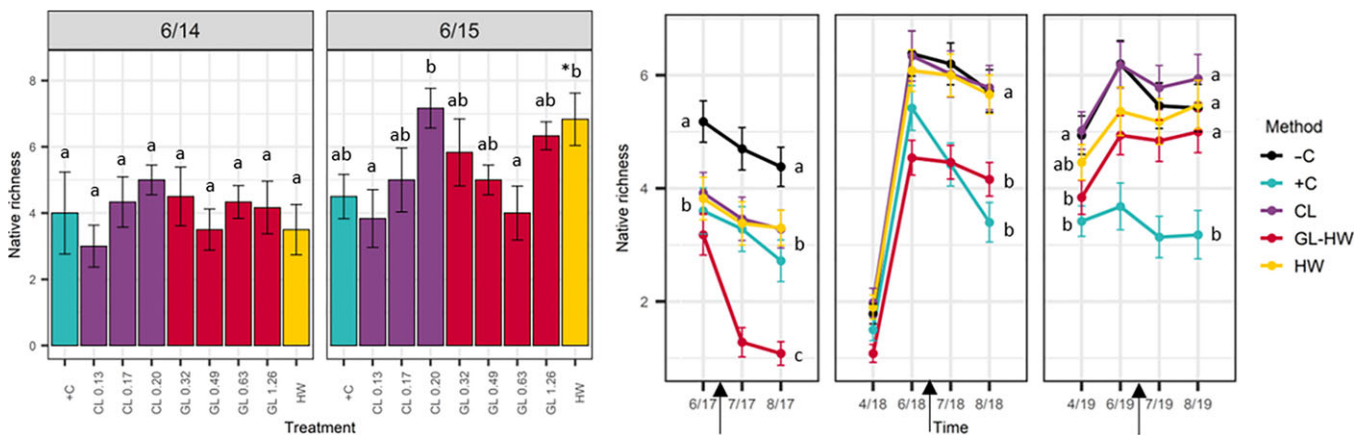 6/14
6/15
Native richness
8
6
4
2
0
a a a a a a a a a
ab a ab b ab ab a ab *b
+C CL 0.13 CL 0.17 CL 0.20 GL 0.32 GL 0.49 GL 0.63 GL 1.26 HW
+C CL 0.13 CL 0.17 CL 0.20 GL 0.32 GL 0.49 GL 0.63 GL 1.26 HW
Treatment
Native richness
6
4
2
a
b
b
c
a
b
b
a
ab
b
b
a
a
a
b
6/17 7/17 8/17
4/18 6/18 7/18 8/18
4/19 6/19 7/19 8/19
Time
Method
−C
+C
CL
GL-HW
HW